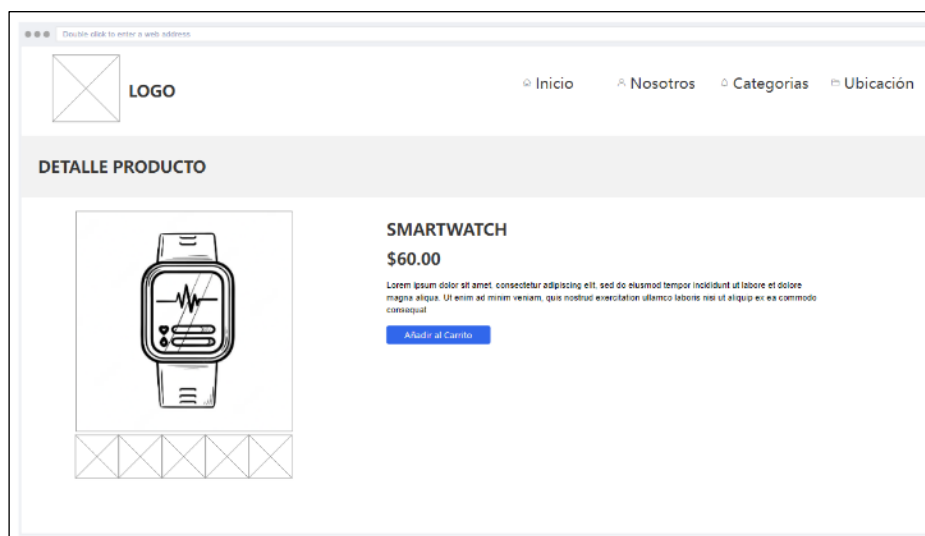 Double click to enter a web address
LOGO
Inicio
Nosotros
Categorias
Ubicación
DETALLE PRODUCTO
SMARTWATCH
$60.00
Lorem ipsum dolor sit amet, consectetur adipiscing elit, sed do eiusmod tempor incididunt ut labore et dolore
magna aliqua. Ut enim ad minim veniam, quis nostrud exercitation ullamco laboris nisi ut aliquip ex ea commodo
consequat
Añadir al Carrito